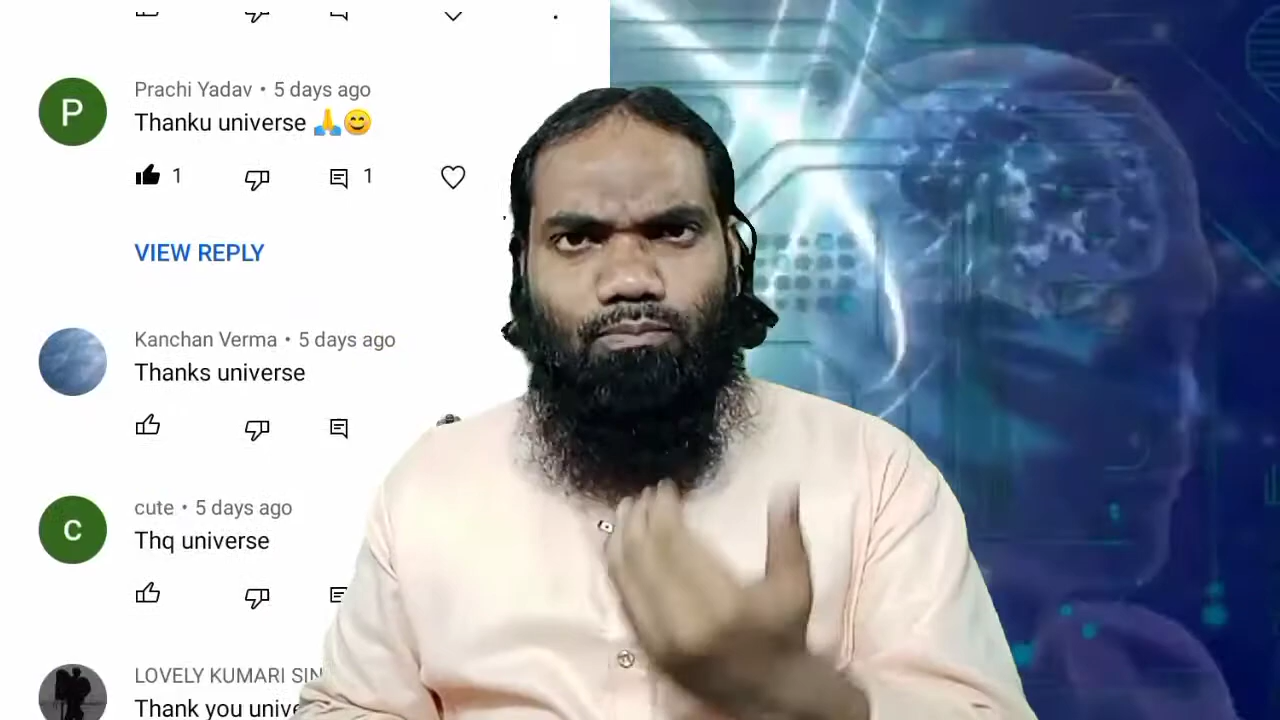 P
Prachi Yadav • 5 days ago
Thanku universe 🙏😊
1
1
VIEW REPLY
Kanchan Verma • 5 days ago
Thanks universe
C
cute • 5 days ago
Thq universe
LOVELY KUMARI SIN
Thank you unive